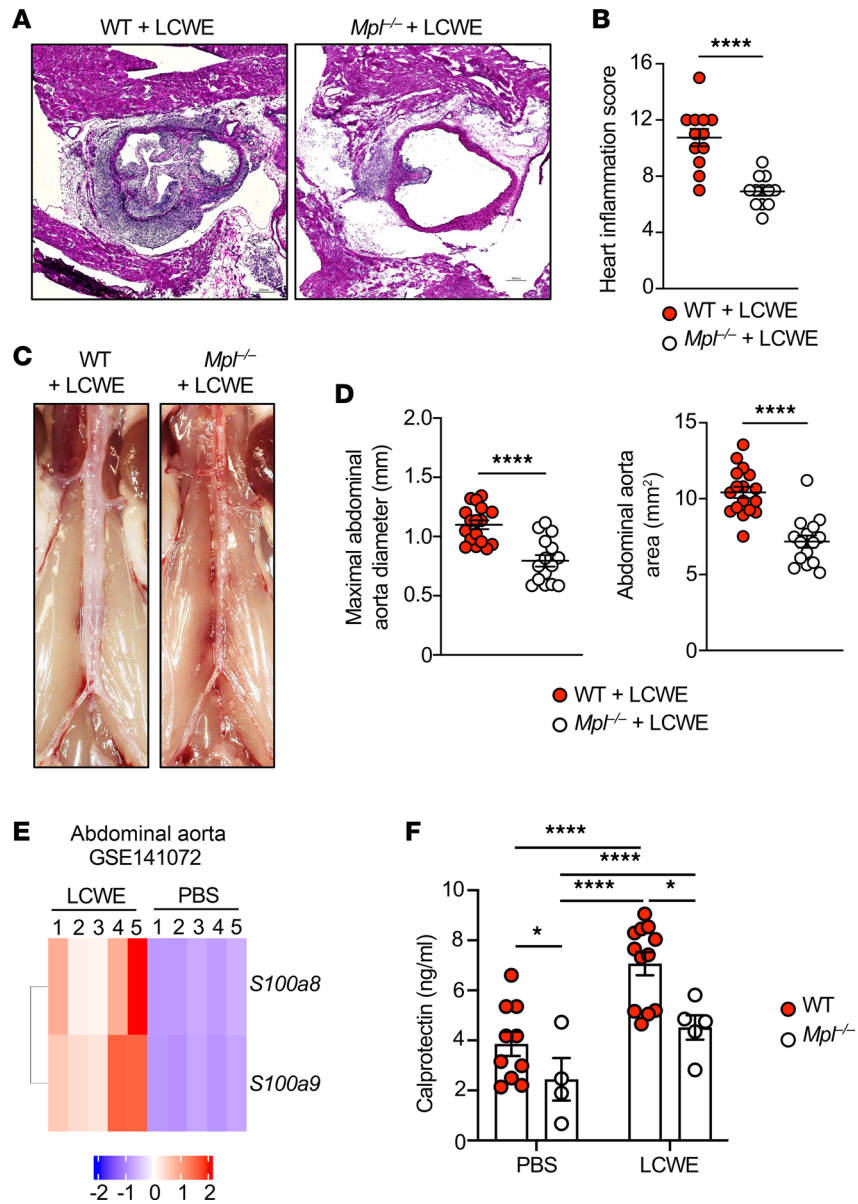 A
WT + LCWE
Mpl–/– + LCWE
B
****
Heart inflammation score
16
12
8
4
0
WT + LCWE
Mpl–/– + LCWE
C
WT
+ LCWE
Mpl–/–
+ LCWE
D
Maximal abdominal
aorta diameter (mm)
2.0
1.5
1.0
0.5
0
****
Abdominal aorta
area (mm²)
15
10
5
0
****
WT + LCWE
Mpl–/– + LCWE
E
Abdominal aorta
GSE141072
LCWE PBS
1 2 3 4 5 1 2 3 4 5
S100a8
S100a9
-2 -1 0 1 2
F
****
****
**** *
*
Calprotectin (ng/ml)
10
8
6
4
2
0
PBS LCWE
WT
Mpl–/–